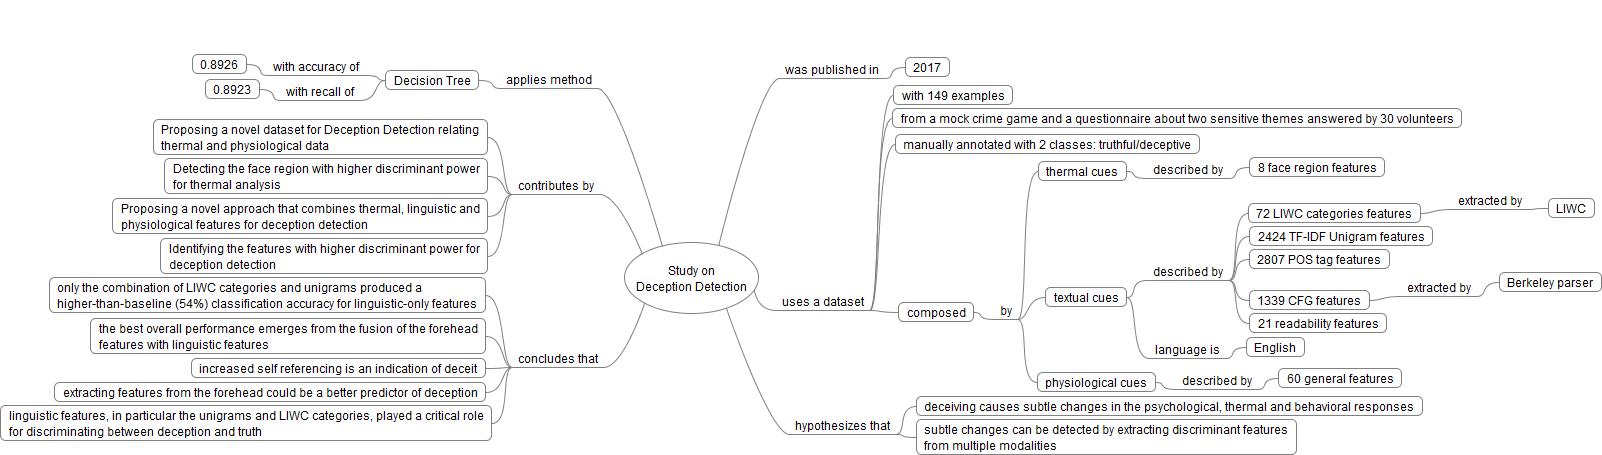 0.8926
with accuracy of
0.8923
with recall of
Decision Tree
applies method
Proposing a novel dataset for Deception Detection relating
thermal and physiological data
Detecting the face region with higher discriminant power
for thermal analysis
contributes by
Proposing a novel approach that combines thermal, linguistic and
physiological features for deception detection
Identifying the features with higher discriminant power for
deception detection
only the combination of LIWC categories and unigrams produced a
higher-than-baseline (54%) classification accuracy for linguistic-only features
the best overall performance emerges from the fusion of the forehead
features with linguistic features
concludes that
increased self referencing is an indication of deceit
extracting features from the forehead could be a better predictor of deception
linguistic features, in particular the unigrams and LIWC categories, played a critical role
for discriminating between deception and truth
Study on
Deception Detection
was published in
2017
uses a dataset
with 149 examples
from a mock crime game and a questionnaire about two sensitive themes answered by 30 volunteers
manually annotated with 2 classes: truthful/deceptive
composed
by
thermal cues
described by
8 face region features
textual cues
described by
72 LIWC categories features
extracted by
LIWC
2424 TF-IDF Unigram features
2807 POS tag features
1339 CFG features
extracted by
Berkeley parser
21 readability features
language is
English
physiological cues
described by
60 general features
hypothesizes that
deceiving causes subtle changes in the psychological, thermal and behavioral responses
subtle changes can be detected by extracting discriminant features
from multiple modalities